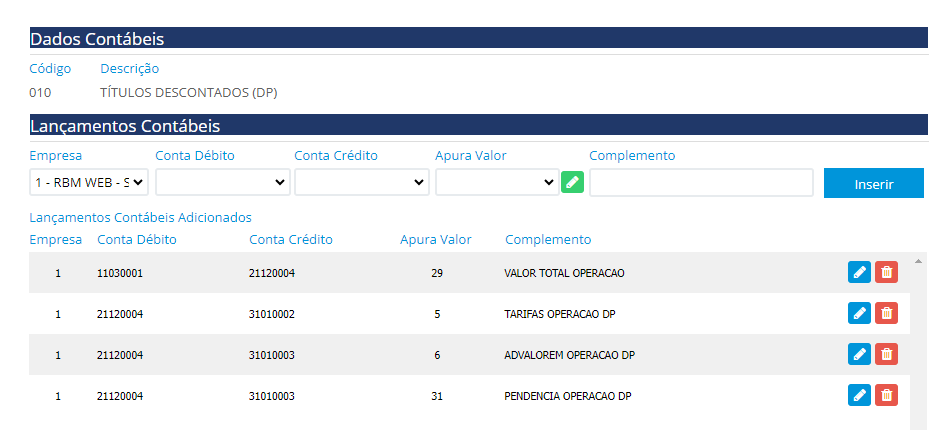 Dados Contábeis
Código Descrição
010 TÍTULOS DESCONTADOS (DP)
Lançamentos Contábeis
Empresa Conta Débito Conta Crédito Apura Valor Complemento
1 - RBM WEB - S Inserir
Lançamentos Contábeis Adicionados
Empresa Conta Débito Conta Crédito Apura Valor Complemento
1 11030001 21120004 29 VALOR TOTAL OPERACAO
1 21120004 31010002 5 TARIFAS OPERACAO DP
1 21120004 31010003 6 ADVALOREM OPERACAO DP
1 21120004 31010003 31 PENDENCIA OPERACAO DP